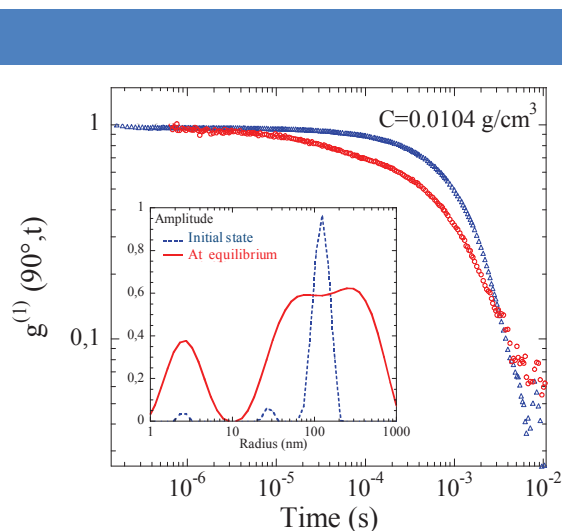 C=0.0104 g/cm³
1
0,1
g⁽¹⁾ (90°,t)
10⁻⁶
10⁻⁵
10⁻⁴
10⁻³
10⁻²
Time (s)
Amplitude
Initial state
At equilibrium
1
0,8
0,6
0,4
0,2
0
1
10
100
1000
Radius (nm)